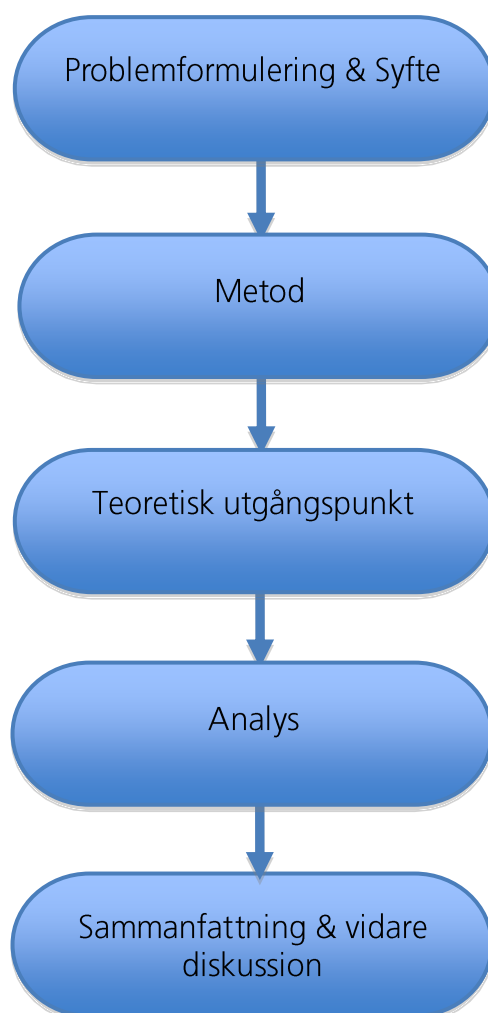 Problemformulering & Syfte
Metod
Teoretisk utgångspunkt
Analys
Sammanfattning & vidare
diskussion